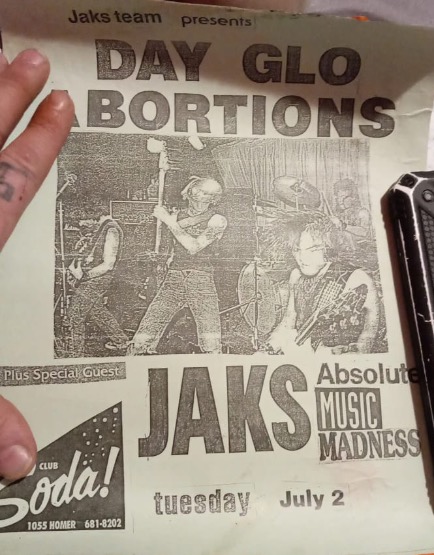 Jaks team presents
DAY GLO
ABORTIONS
Plus Special Guest
JAKS
Absolute
MUSIC
MADNESS
CLUB
Soda!
1055 HOMER 681-8202
tuesday July 2